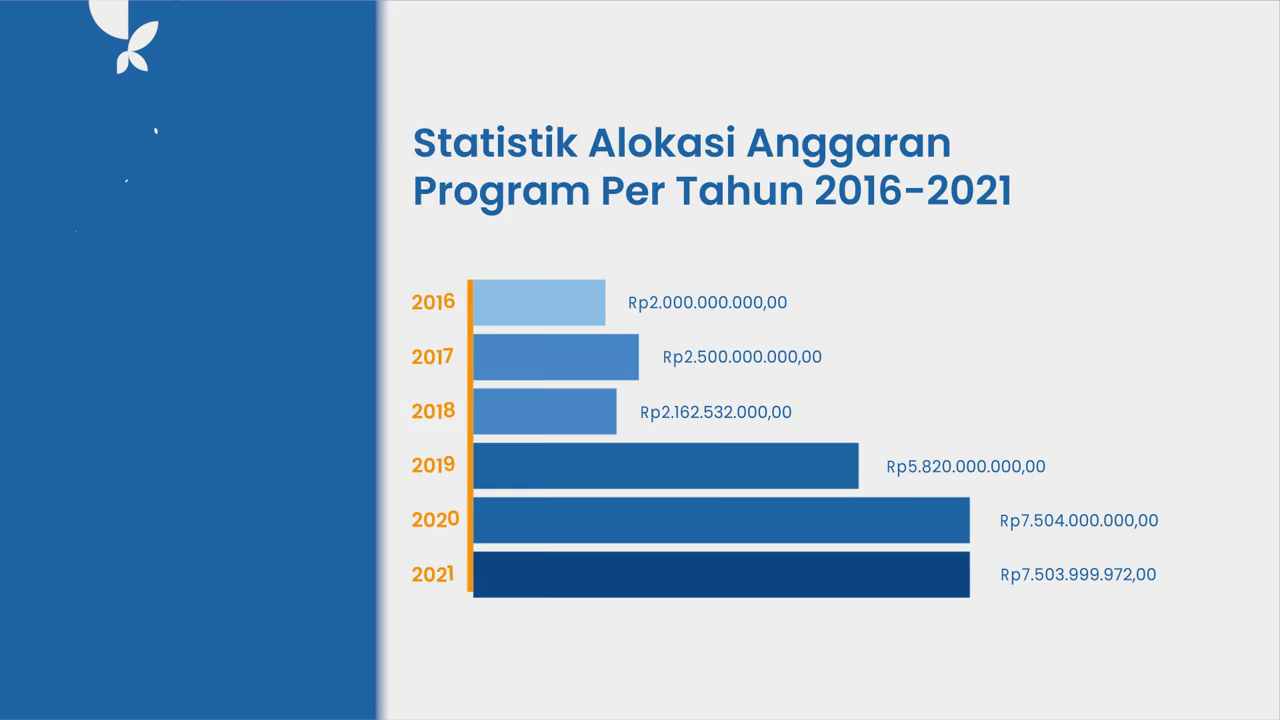 Statistik Alokasi Anggaran
Program Per Tahun 2016-2021
2016 Rp2.000.000.000,00
2017 Rp2.500.000.000,00
2018 Rp2.162.532.000,00
2019 Rp5.820.000.000,00
2020 Rp7.504.000.000,00
2021 Rp7.503.999.972,00